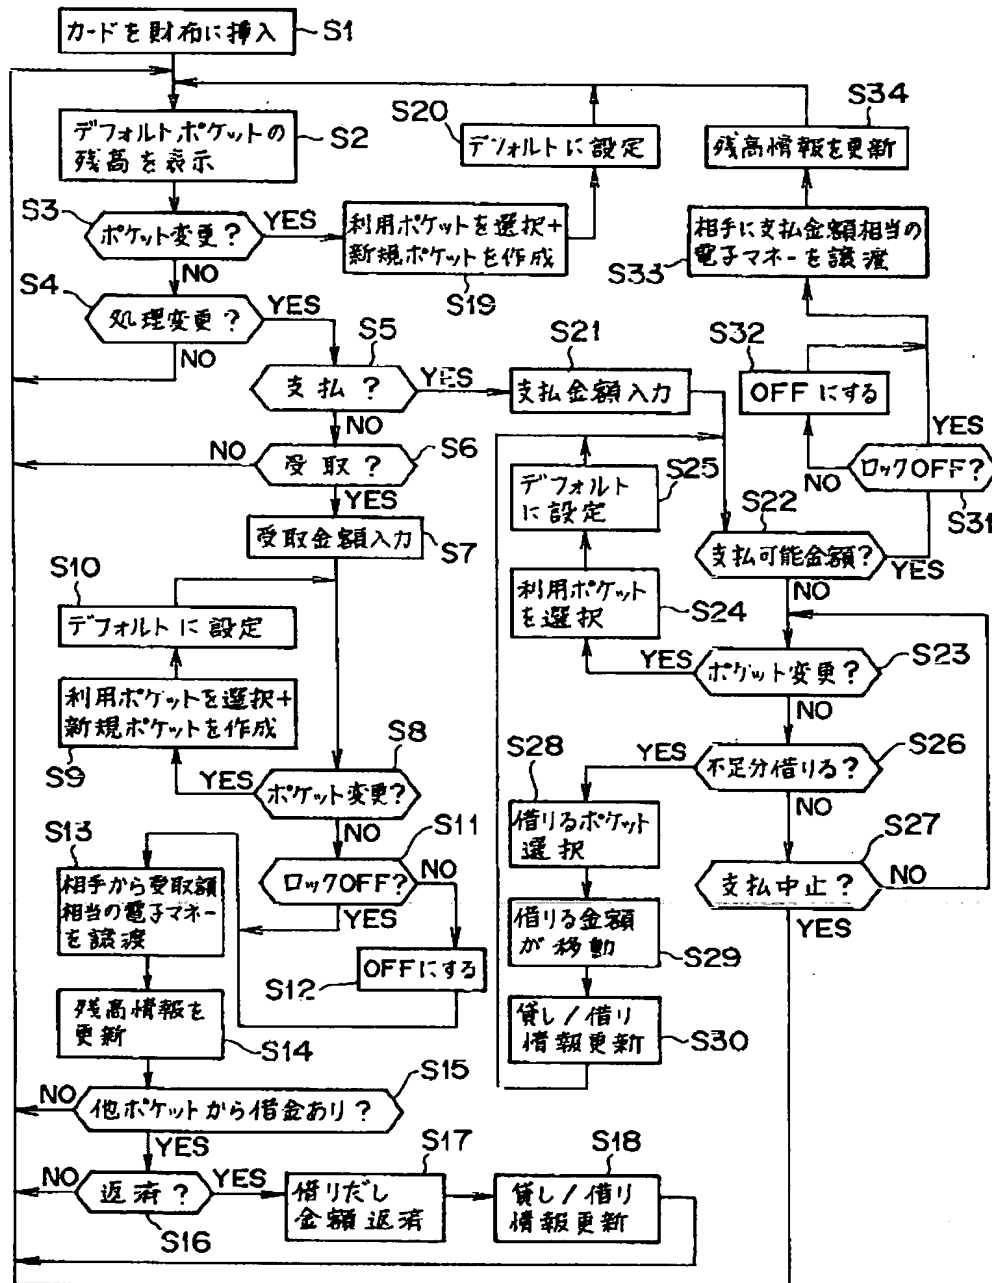 カードを財布に挿入
S1
デフォルトポケットの
残高を表示
S2
S3
ポケット変更?
YES
NO
利用ポケットを選択+
新規ポケットを作成
S19
S20
デフォルトに設定
S34
残高情報を更新
相手に支払金額相当の
電子マネーを譲渡
S33
S4
処理変更?
YES
NO
S5
支払?
YES
NO
S21
支払金額入力
S32
OFFにする
YES
ロックOFF?
NO
S31
S6
受取?
NO
YES
受取金額入力
S7
S25
デフォルト
に設定
S22
支払可能金額?
YES
NO
利用ポケット
を選択
S24
S10
デフォルトに設定
利用ポケットを選択+
新規ポケットを作成
S9
YES
S8
ポケット変更?
NO
YES
ポケット変更?
S23
NO
S28
YES
不足分借りる?
S26
NO
借りるポケット
選択
S27
支払中止?
NO
YES
借りる金額
が移動
S29
貸し/借り
情報更新
S30
S11
ロックOFF?
NO
YES
OFFにする
S12
S13
相手から受取額
相当の電子マネー
を譲渡
残高情報を
更新
S14
S15
NO
他ポケットから借金あり?
YES
NO
返済?
YES
S16
S17
借りだし
金額返済
S18
貸し/借り
情報更新